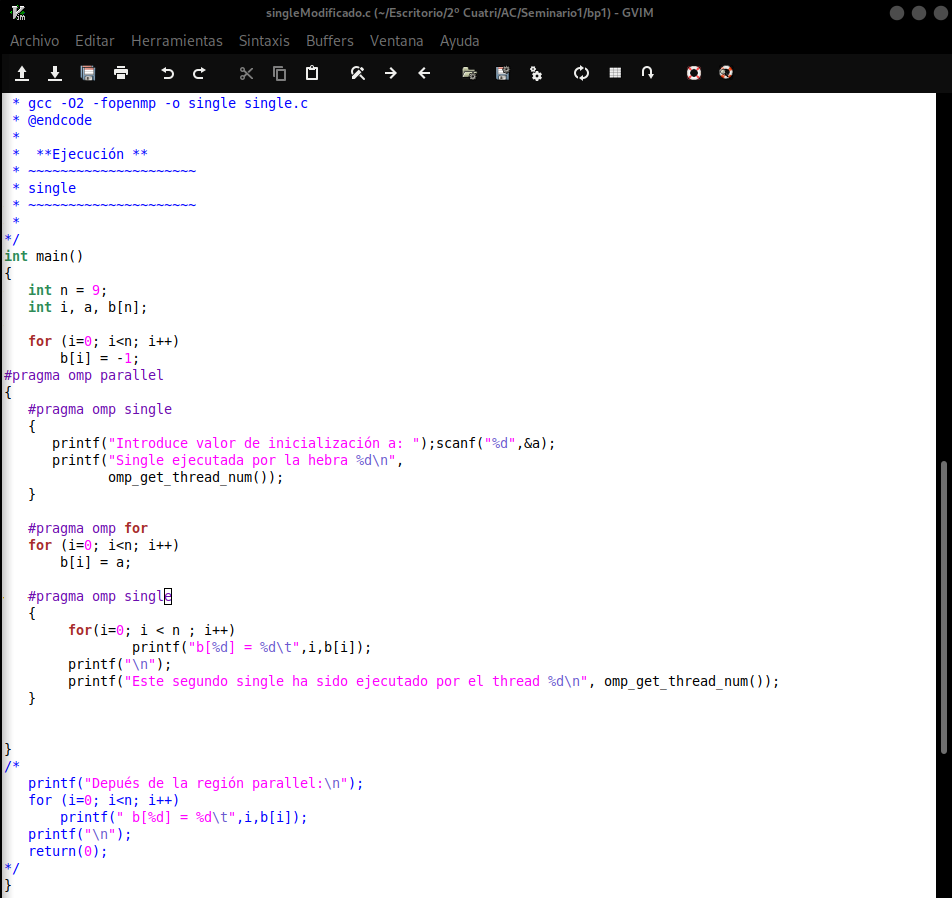 singleModificado.c (~/Escritorio/2º Cuatri/AC/Seminario1/bp1) - GVIM
Archivo Editar Herramientas Sintaxis Buffers Ventana Ayuda
 * gcc -O2 -fopenmp -o single single.c
 * @endcode
 *
 *  **Ejecución **
 * ~~~~~~~~~~~~~~~~~~~~~
 * single
 * ~~~~~~~~~~~~~~~~~~~~~
 *
*/
int main()
{
   int n = 9;
   int i, a, b[n];

   for (i=0; i<n; i++)
       b[i] = -1;
#pragma omp parallel
{
   #pragma omp single
   {
      printf("Introduce valor de inicialización a: ");scanf("%d",&a);
      printf("Single ejecutada por la hebra %d\n",
             omp_get_thread_num());
   }

   #pragma omp for
   for (i=0; i<n; i++)
       b[i] = a;

   #pragma omp single
   {
        for(i=0; i < n ; i++)
                printf("b[%d] = %d\t",i,b[i]);
        printf("\n");
        printf("Este segundo single ha sido ejecutado por el thread %d\n", omp_get_thread_num());
   }


}
/*
   printf("Depués de la región parallel:\n");
   for (i=0; i<n; i++)
       printf(" b[%d] = %d\t",i,b[i]);
   printf("\n");
   return(0);
*/
}